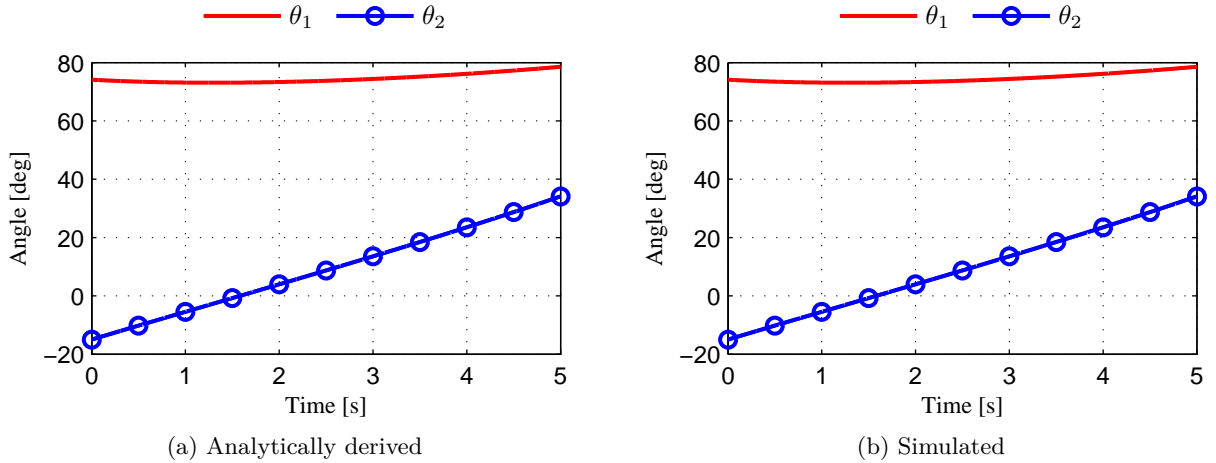 θ1 θ2
80
60
40
20
0
−20
0 1 2 3 4 5
Angle [deg]
Time [s]
(a) Analytically derived
θ1 θ2
80
60
40
20
0
−20
0 1 2 3 4 5
Angle [deg]
Time [s]
(b) Simulated